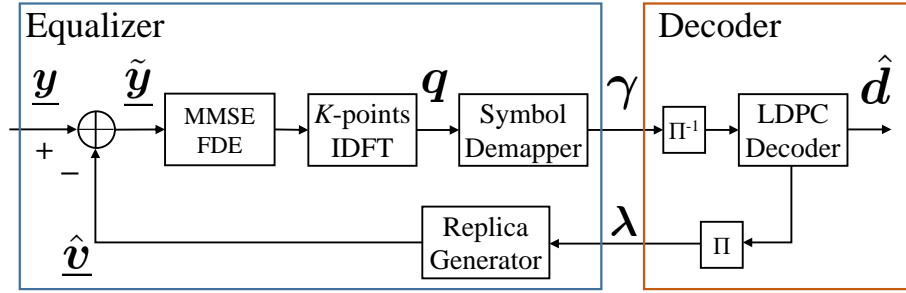 Equalizer
Decoder
y
ỹ
q
γ
d̂
+
−
MMSE
FDE
K-points
IDFT
Symbol
Demapper
Π-1
LDPC
Decoder
v̂
Replica
Generator
λ
Π